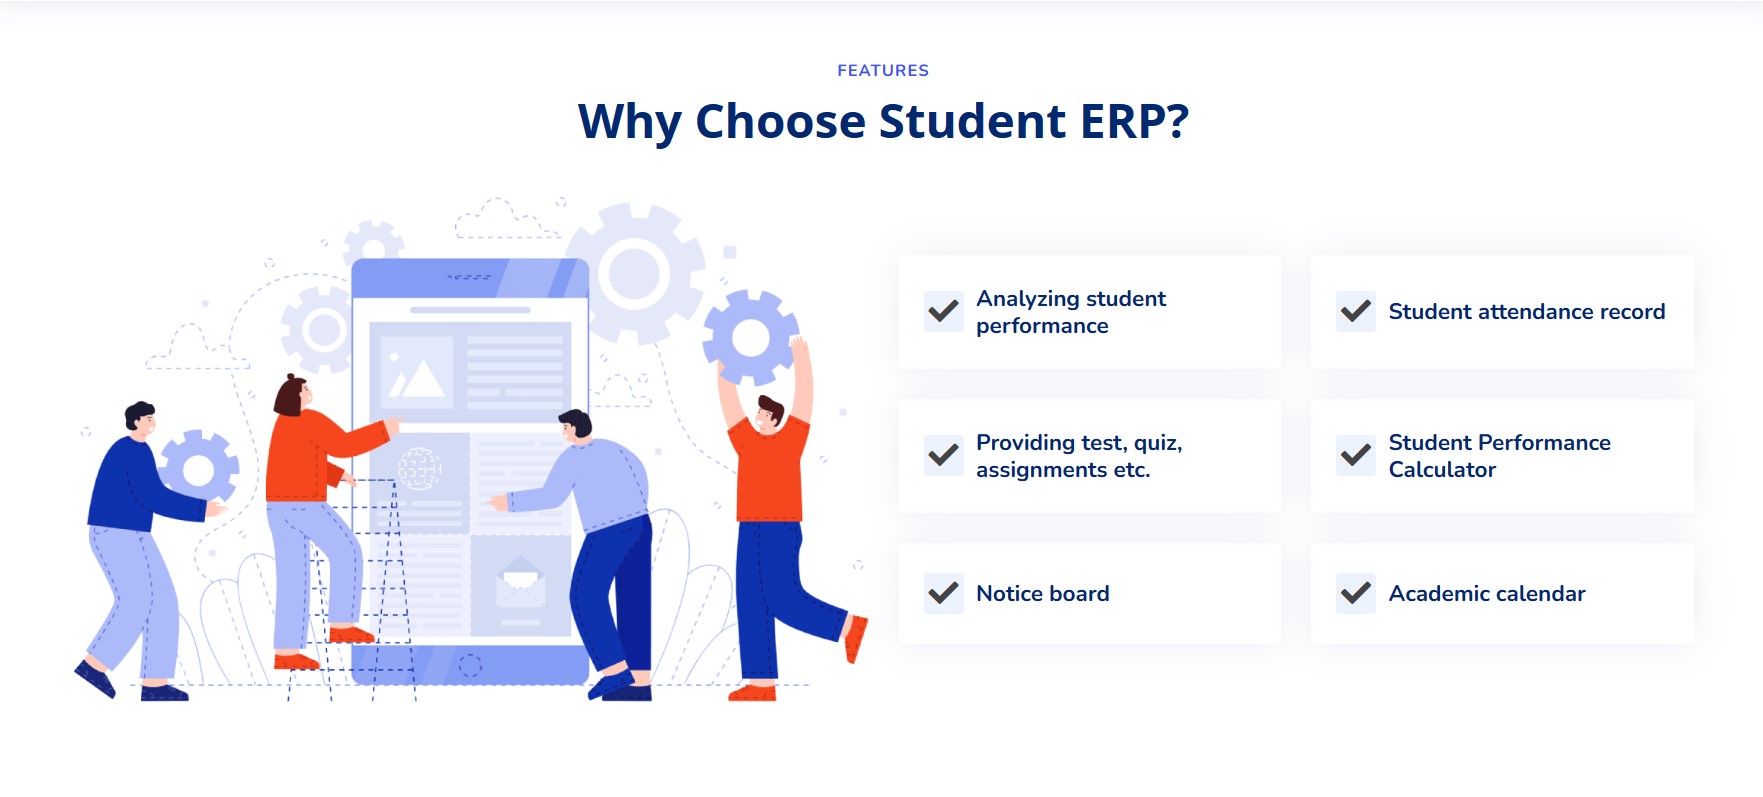 FEATURES
Why Choose Student ERP?
Analyzing student
performance
Student attendance record
Providing test, quiz,
assignments etc.
Student Performance
Calculator
Notice board
Academic calendar